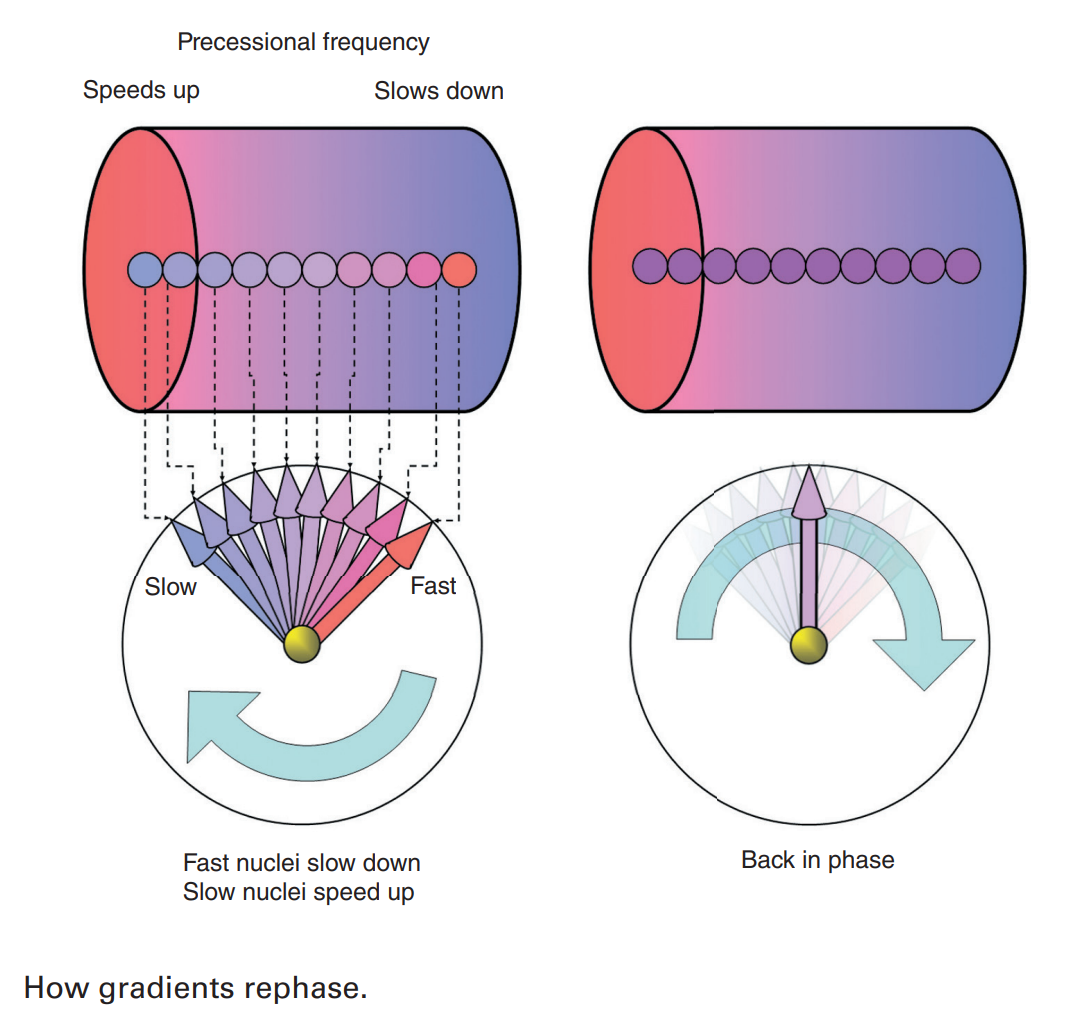 Precessional frequency
Speeds up
Slows down
Slow
Fast
Fast nuclei slow down
Slow nuclei speed up
Back in phase
How gradients rephase.